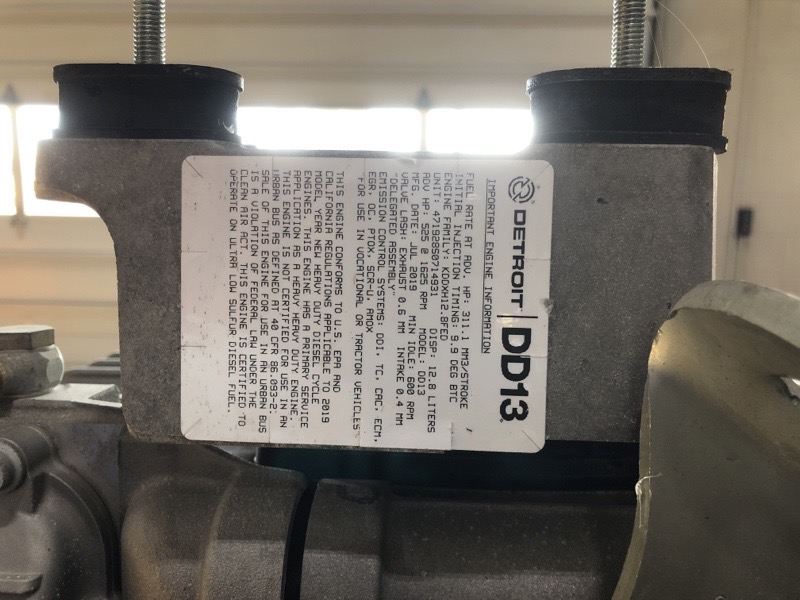 DETROIT | DD13
IMPORTANT ENGINE INFORMATION
FUEL RATE AT ADV. HP: 311.1 MM3/STROKE
INITIAL INJECTION TIMING: 9.9 DEG BTC
ENGINE FAMILY: KDDXH12.8FED
UNIT: 471928S0714931 DISP: 12.8 LITERS
ADV HP: 525 @ 1625 RPM MODEL: DD13
MFG. DATE: JUL 2019 MIN IDLE: 600 RPM
VALVE LASH: EXHAUST 0.6 MM INTAKE 0.4 MM
"DELEGATED ASSEMBLY"
EMISSION CONTROL SYSTEMS: DDI, TC, CAC, ECM,
EGR, OC, PTOX, SCR-U, AMOX
FOR USE IN VOCATIONAL OR TRACTOR VEHICLES
THIS ENGINE CONFORMS TO U.S. EPA AND
CALIFORNIA REGULATIONS APPLICABLE TO 2019
MODEL YEAR NEW HEAVY DUTY DIESEL CYCLE
ENGINES. THIS ENGINE HAS A PRIMARY SERVICE
APPLICATION AS A HEAVY HEAVY DUTY ENGINE.
THIS ENGINE IS NOT CERTIFIED FOR USE IN AN
URBAN BUS AS DEFINED AT 40 CFR 86.093-2.
SALE OF THIS ENGINE FOR USE IN AN URBAN BUS
IS A VIOLATION OF FEDERAL LAW UNDER THE
CLEAN AIR ACT. THIS ENGINE IS CERTIFIED TO
OPERATE ON ULTRA LOW SULFUR DIESEL FUEL.